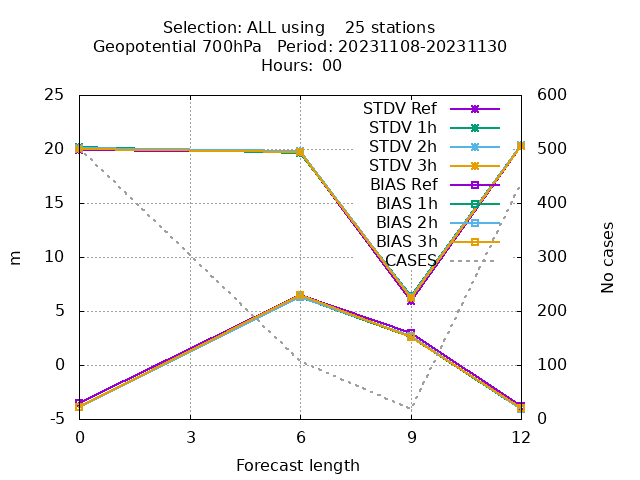 Selection: ALL using    25 stations
Geopotential 700hPa   Period: 20231108-20231130
Hours:  00
25
600
STDV Ref
STDV 1h
20
500
STDV 2h
STDV 3h
BIAS Ref
15
400
BIAS 1h
BIAS 2h
BIAS 3h
10
300
CASES
m
No cases
5
200
0
100
-5
0
0
3
6
9
12
Forecast length